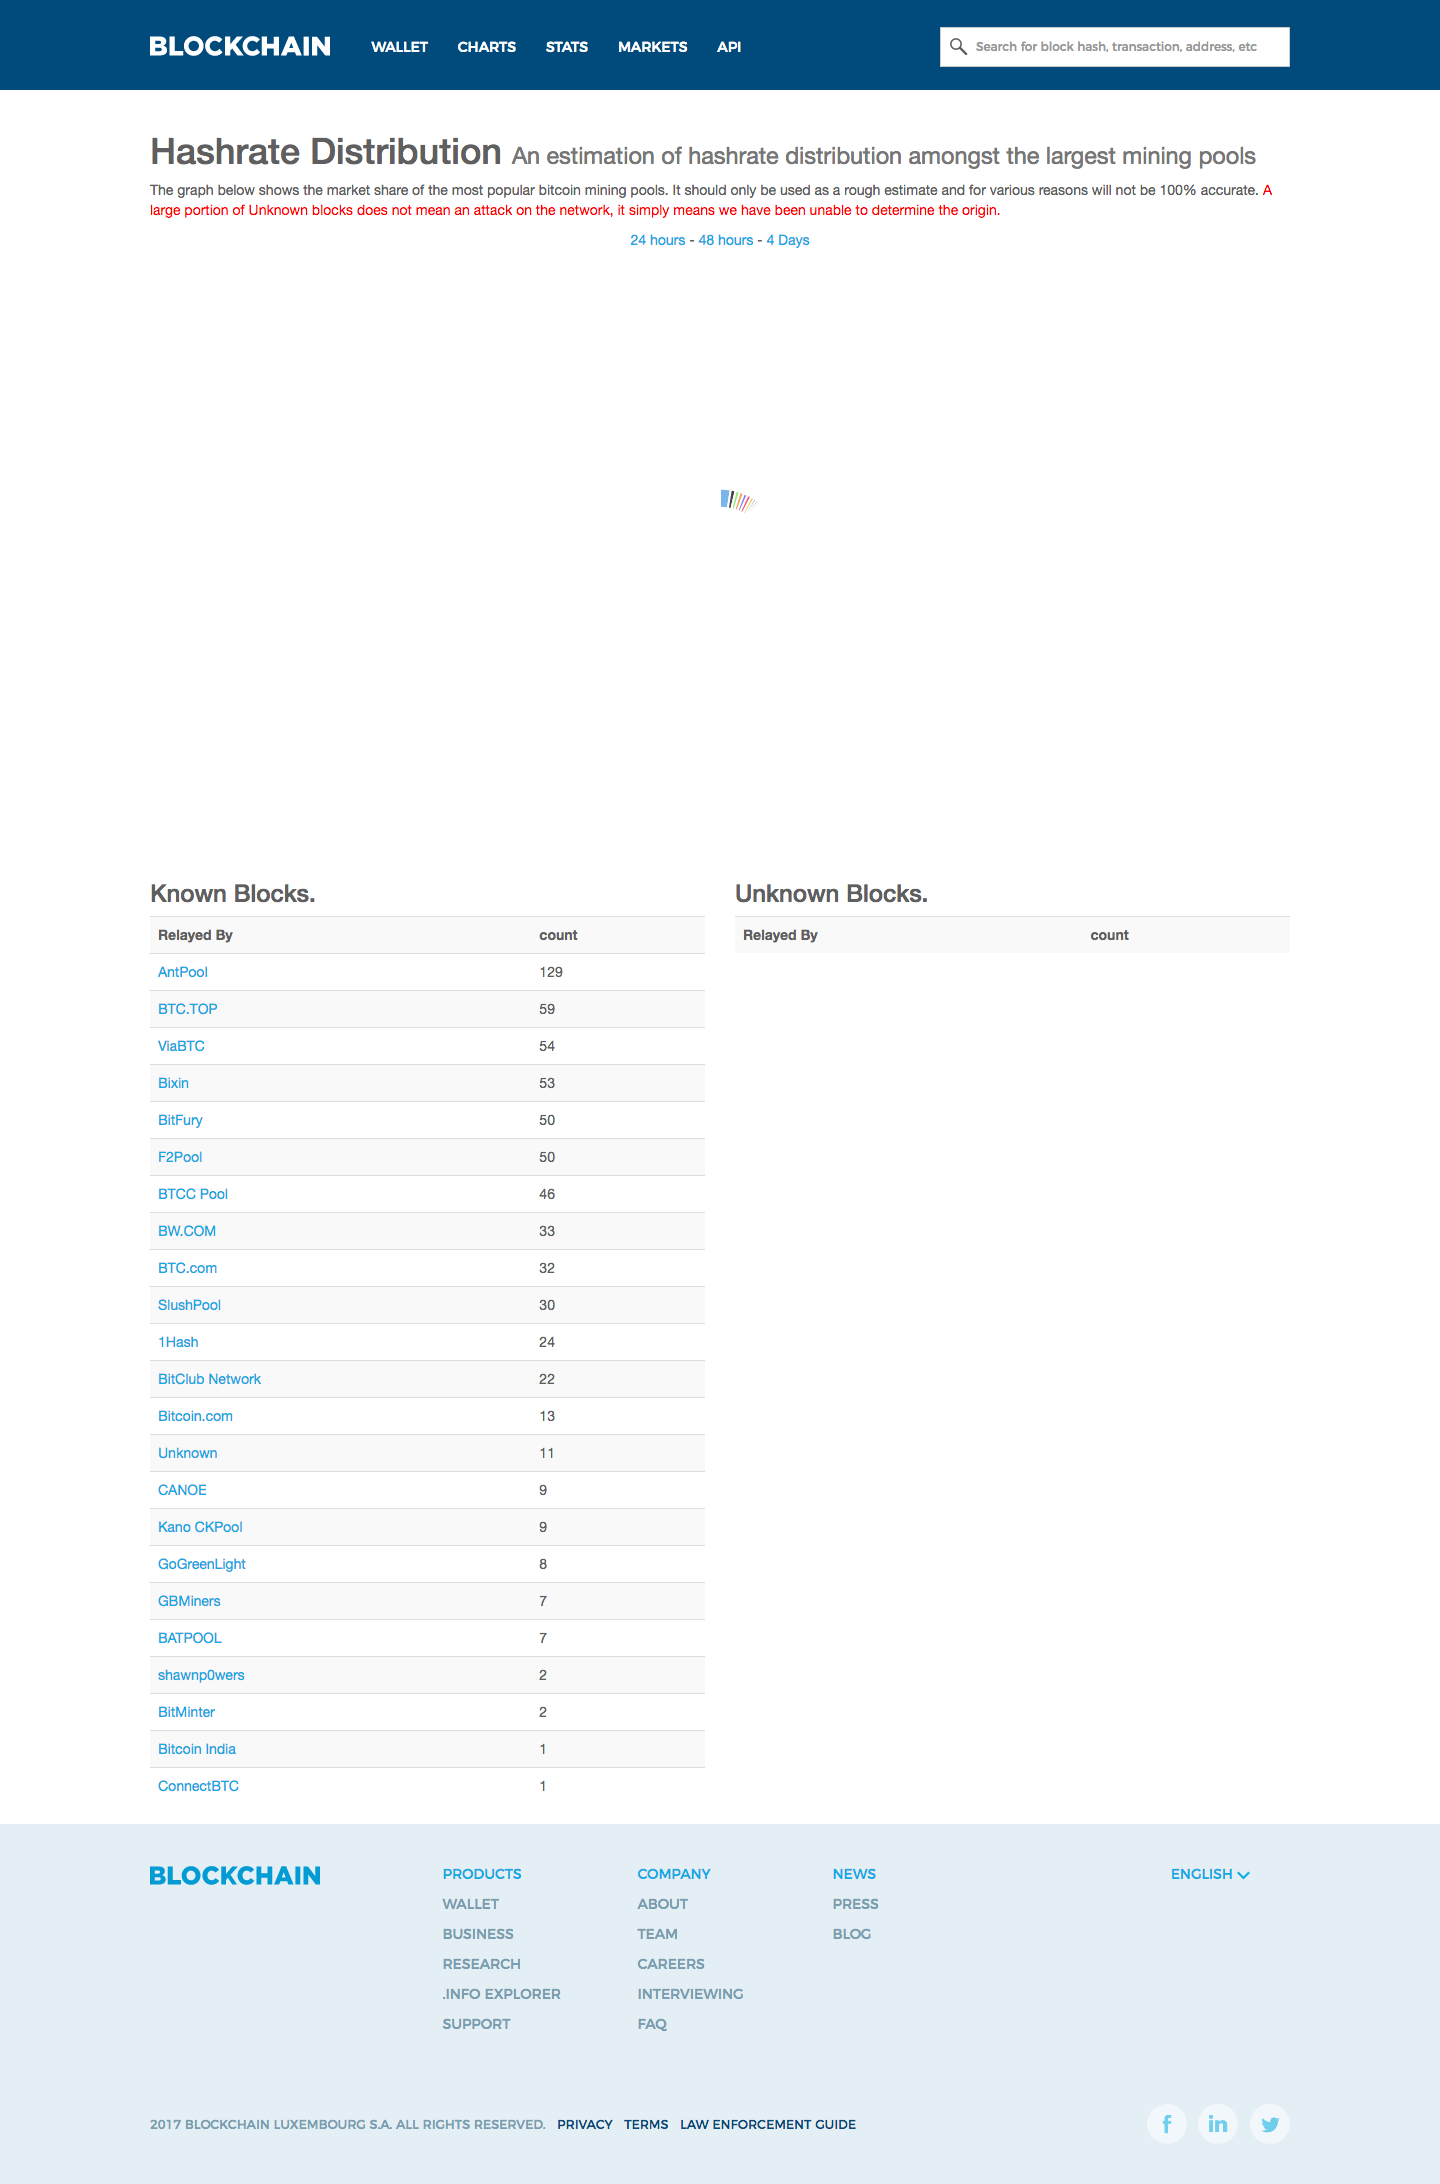 BLOCKCHAIN WALLET CHARTS STATS MARKETS API Search for block hash, transaction, address, etc
Hashrate Distribution An estimation of hashrate distribution amongst the largest mining pools
The graph below shows the market share of the most popular bitcoin mining pools. It should only be used as a rough estimate and for various reasons will not be 100% accurate. A
large portion of Unknown blocks does not mean an attack on the network, it simply means we have been unable to determine the origin.
24 hours - 48 hours - 4 Days
Known Blocks.
Relayed By count
AntPool 129
BTC.TOP 59
ViaBTC 54
Bixin 53
BitFury 50
F2Pool 50
BTCC Pool 46
BW.COM 33
BTC.com 32
SlushPool 30
1Hash 24
BitClub Network 22
Bitcoin.com 13
Unknown 11
CANOE 9
Kano CKPool 9
GoGreenLight 8
GBMiners 7
BATPOOL 7
shawnp0wers 2
BitMinter 2
Bitcoin India 1
ConnectBTC 1
Unknown Blocks.
Relayed By count
BLOCKCHAIN
PRODUCTS
WALLET
BUSINESS
RESEARCH
.INFO EXPLORER
SUPPORT
COMPANY
ABOUT
TEAM
CAREERS
INTERVIEWING
FAQ
NEWS
PRESS
BLOG
ENGLISH
2017 BLOCKCHAIN LUXEMBOURG S.A. ALL RIGHTS RESERVED. PRIVACY TERMS LAW ENFORCEMENT GUIDE